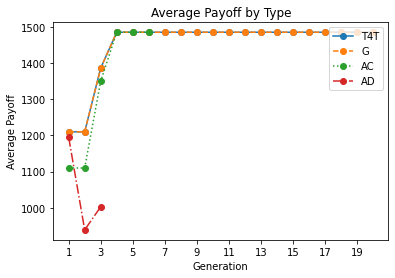 Average Payoff by Type
1500
1400
1300
1200
1100
1000
Average Payoff
T4T
G
AC
AD
1 3 5 7 9 11 13 15 17 19
Generation